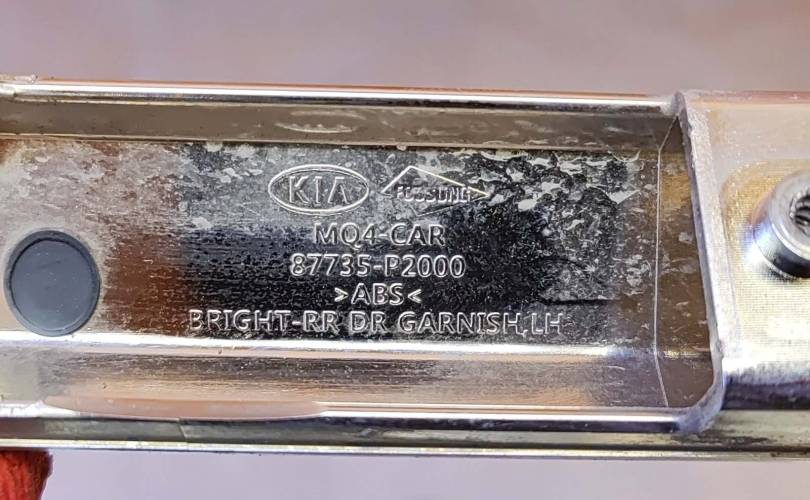 KIA
MQ4-CAR
87735-P2000
>ABS<
BRIGHT-RR DR GARNISH,LH